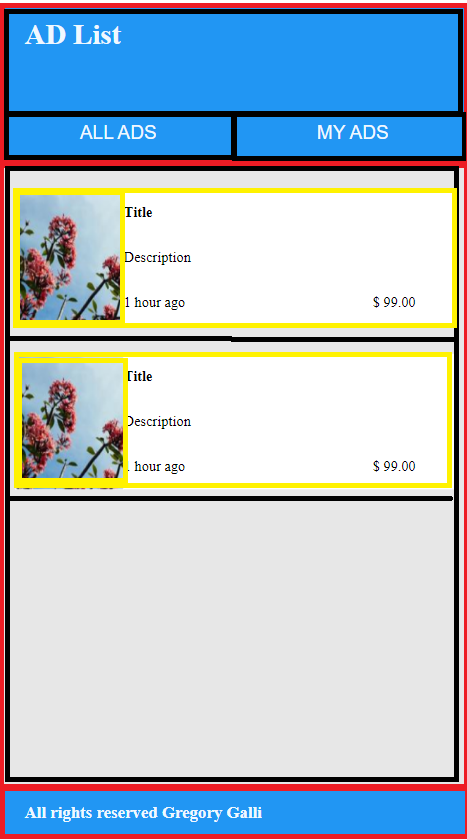 AD List
ALL ADS MY ADS
Title
Description
1 hour ago $ 99.00
Title
Description
hour ago $ 99.00
All rights reserved Gregory Galli